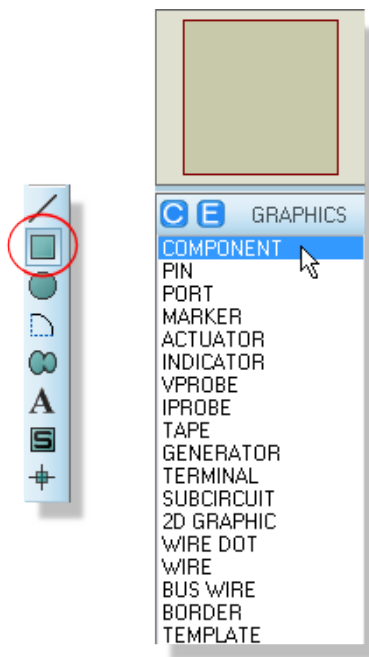 A
S
C E GRAPHICS
COMPONENT
PIN
PORT
MARKER
ACTUATOR
INDICATOR
VPROBE
IPROBE
TAPE
GENERATOR
TERMINAL
SUBCIRCUIT
2D GRAPHIC
WIRE DOT
WIRE
BUS WIRE
BORDER
TEMPLATE